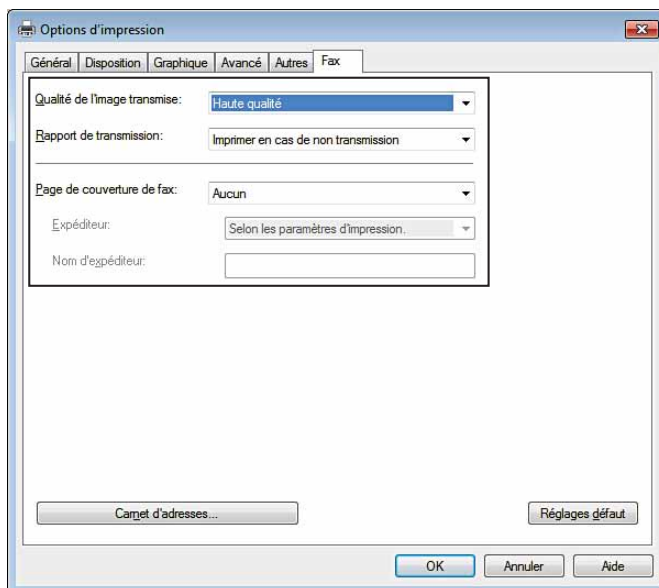 Options d'impression
Général Disposition Graphique Avancé Autres Fax
Qualité de l'image transmise: Haute qualité
Rapport de transmission: Imprimer en cas de non transmission
Page de couverture de fax: Aucun
Expéditeur: Selon les paramètres d'impression.
Nom d'expéditeur:
Carnet d'adresses... Réglages défaut
OK Annuler Aide